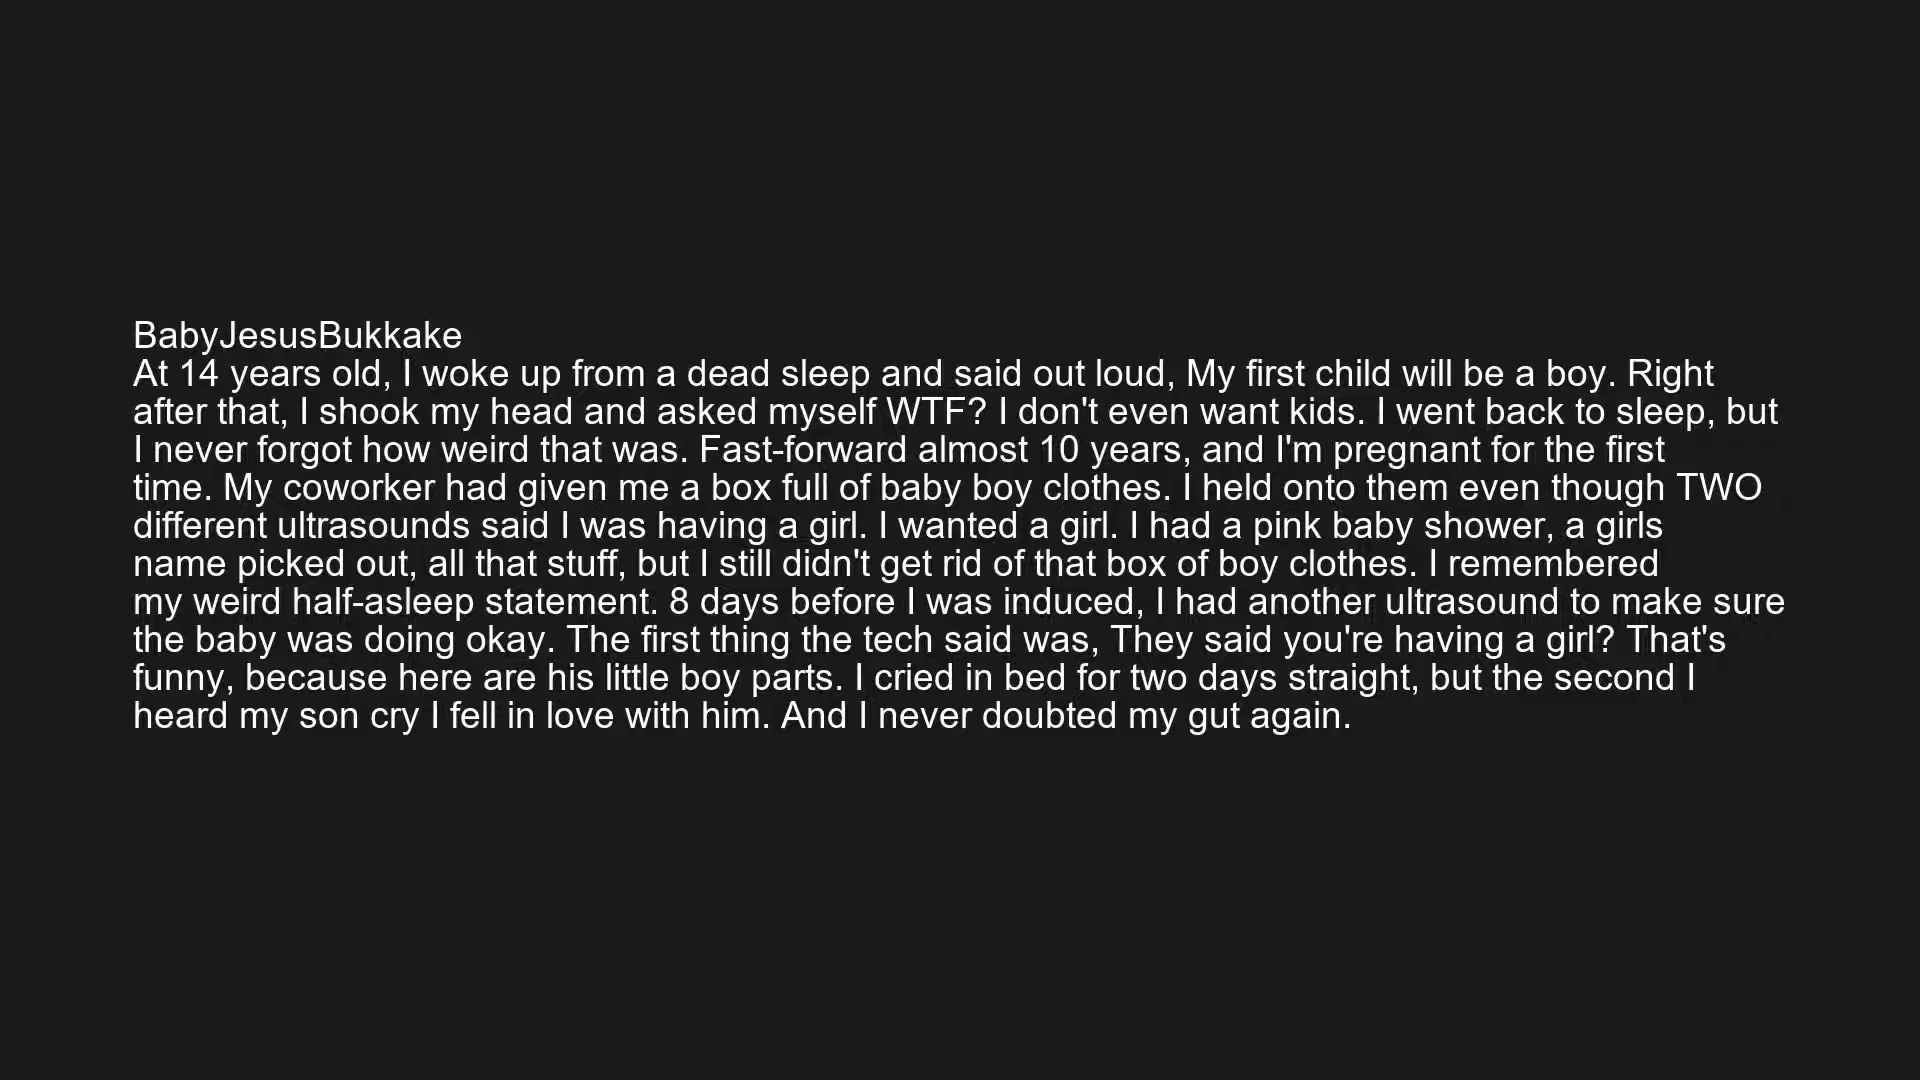 BabyJesusBukkake
At 14 years old, I woke up from a dead sleep and said out loud, My first child will be a boy. Right
after that, I shook my head and asked myself WTF? I don't even want kids. I went back to sleep, but
I never forgot how weird that was. Fast-forward almost 10 years, and I'm pregnant for the first
time. My coworker had given me a box full of baby boy clothes. I held onto them even though TWO
different ultrasounds said I was having a girl. I wanted a girl. I had a pink baby shower, a girls
name picked out, all that stuff, but I still didn't get rid of that box of boy clothes. I remembered
my weird half-asleep statement. 8 days before I was induced, I had another ultrasound to make sure
the baby was doing okay. The first thing the tech said was, They said you're having a girl? That's
funny, because here are his little boy parts. I cried in bed for two days straight, but the second I
heard my son cry I fell in love with him. And I never doubted my gut again.